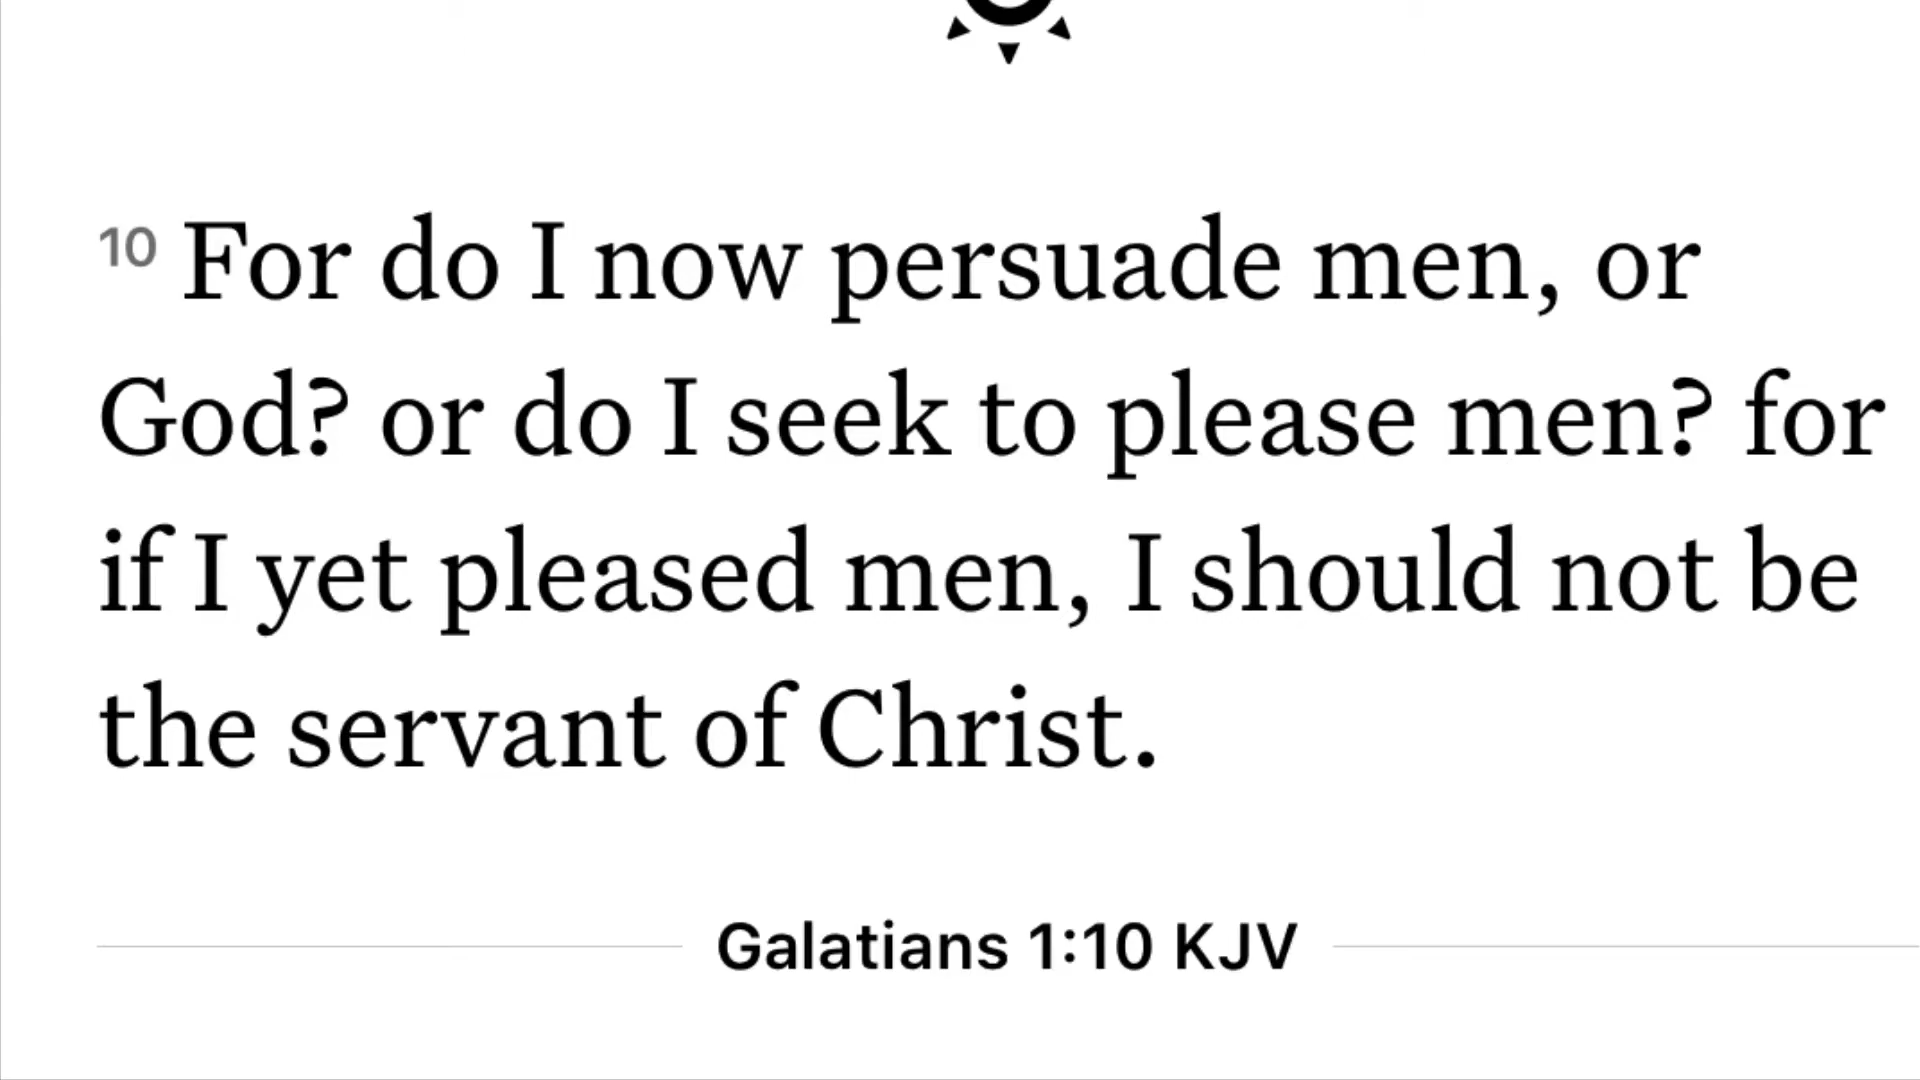 10 For do I now persuade men, or
God? or do I seek to please men? for
if I yet pleased men, I should not be
the servant of Christ.
Galatians 1:10 KJV